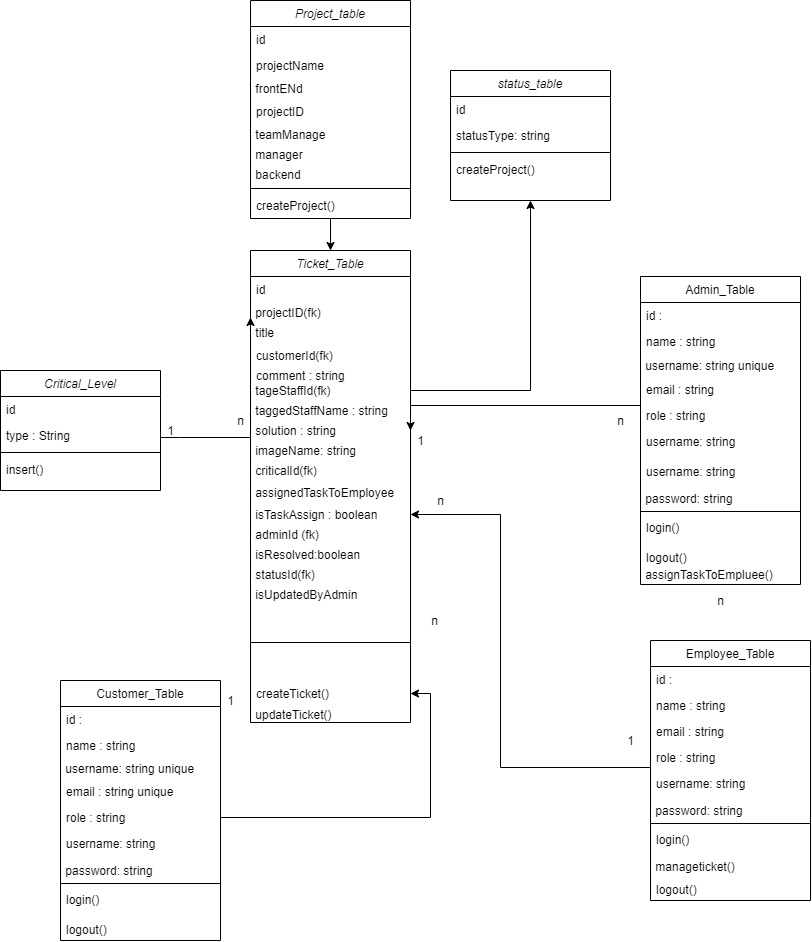 Project_table
id
projectName
frontENd
projectID
teamManage
manager
backend
createProject()
status_table
id
statusType: string
createProject()
Ticket_Table
id
projectID(fk)
title
customerId(fk)
comment : string
tageStaffId(fk)
taggedStaffName : string
solution : string
imageName: string
criticalId(fk)
assignedTaskToEmployee
isTaskAssign : boolean
adminId (fk)
isResolved:boolean
statusId(fk)
isUpdatedByAdmin
createTicket()
updateTicket()
Admin_Table
id :
name : string
username: string unique
email : string
role : string
username: string
username: string
password: string
login()
logout()
assignTaskToEmpluee()
Critical_Level
id
type : String
insert()
1
n
n
1
n
n
n
1
1
Customer_Table
id :
name : string
username: string unique
email : string unique
role : string
username: string
password: string
login()
logout()
Employee_Table
id :
name : string
email : string
role : string
username: string
password: string
login()
manageticket()
logout()